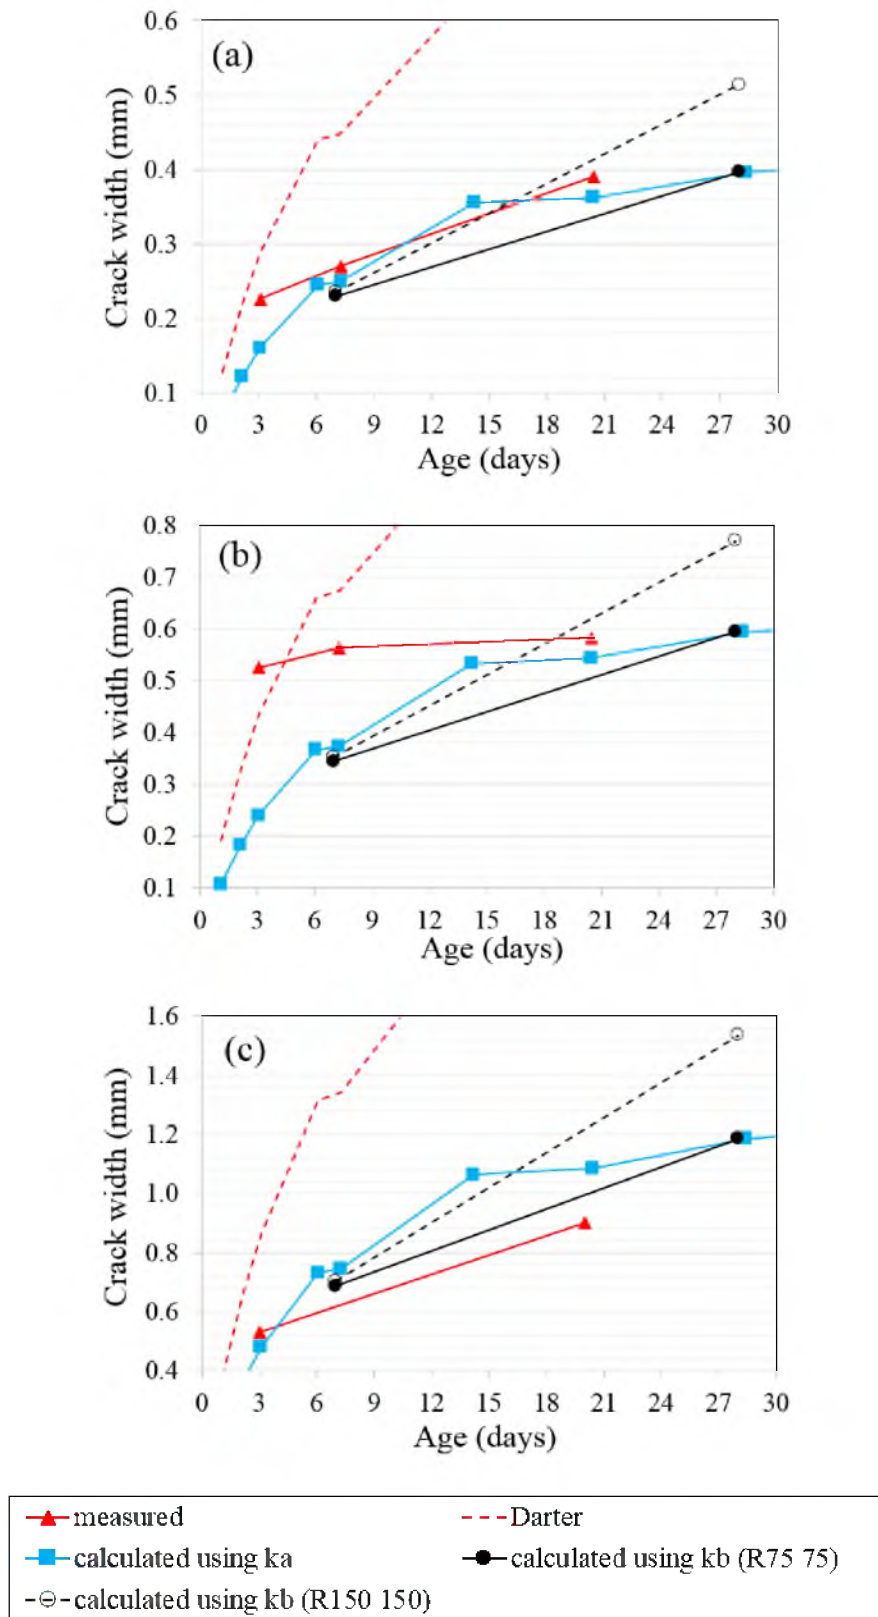 (a)
0.6
0.5
0.4
0.3
0.2
0.1
Crack width (mm)
0 3 6 9 12 15 18 21 24 27 30
Age (days)
(b)
0.8
0.7
0.6
0.5
0.4
0.3
0.2
0.1
Crack width (mm)
0 3 6 9 12 15 18 21 24 27 30
Age (days)
(c)
1.6
1.4
1.2
1.0
0.8
0.6
0.4
Crack width (mm)
0 3 6 9 12 15 18 21 24 27 30
Age (days)
measured
Darter
calculated using ka
calculated using kb (R75 75)
calculated using kb (R150 150)